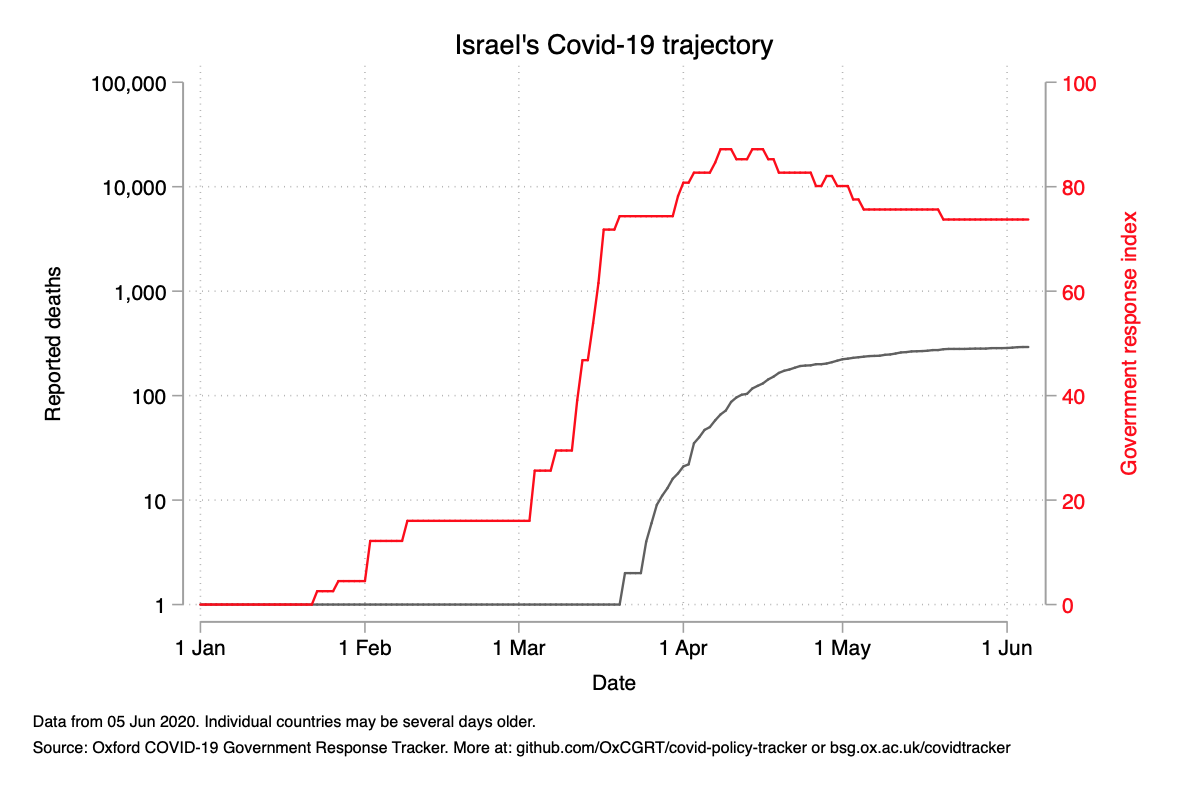 Israel's Covid-19 trajectory
100,000
10,000
1,000
100
10
1
Reported deaths
100
80
60
40
20
0
Government response index
1 Jan 1 Feb 1 Mar 1 Apr 1 May 1 Jun
Date
Data from 05 Jun 2020. Individual countries may be several days older.
Source: Oxford COVID-19 Government Response Tracker. More at: github.com/OxCGRT/covid-policy-tracker or bsg.ox.ac.uk/covidtracker